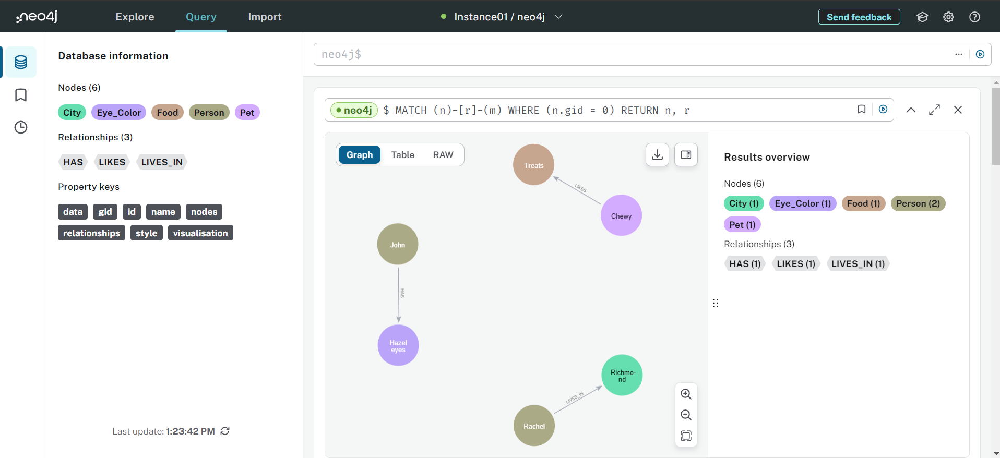 neo4j
Explore
Query
Import
Instance01 / neo4j
Send feedback
Database information
Nodes (6)
City Eye_Color Food Person Pet
Relationships (3)
HAS LIKES LIVES_IN
Property keys
data gid id name nodes
relationships style visualisation
Last update: 1:23:42 PM
neo4j$
neo4j $ MATCH (n)-[r]-(m) WHERE (n.gid = 0) RETURN n, r
Graph Table RAW
Treats
LIKES
Chewy
John
HAS
Hazel
eyes
Richmo-
nd
LIVES_IN
Rachel
Results overview
Nodes (6)
City (1) Eye_Color (1) Food (1) Person (2)
Pet (1)
Relationships (3)
HAS (1) LIKES (1) LIVES_IN (1)